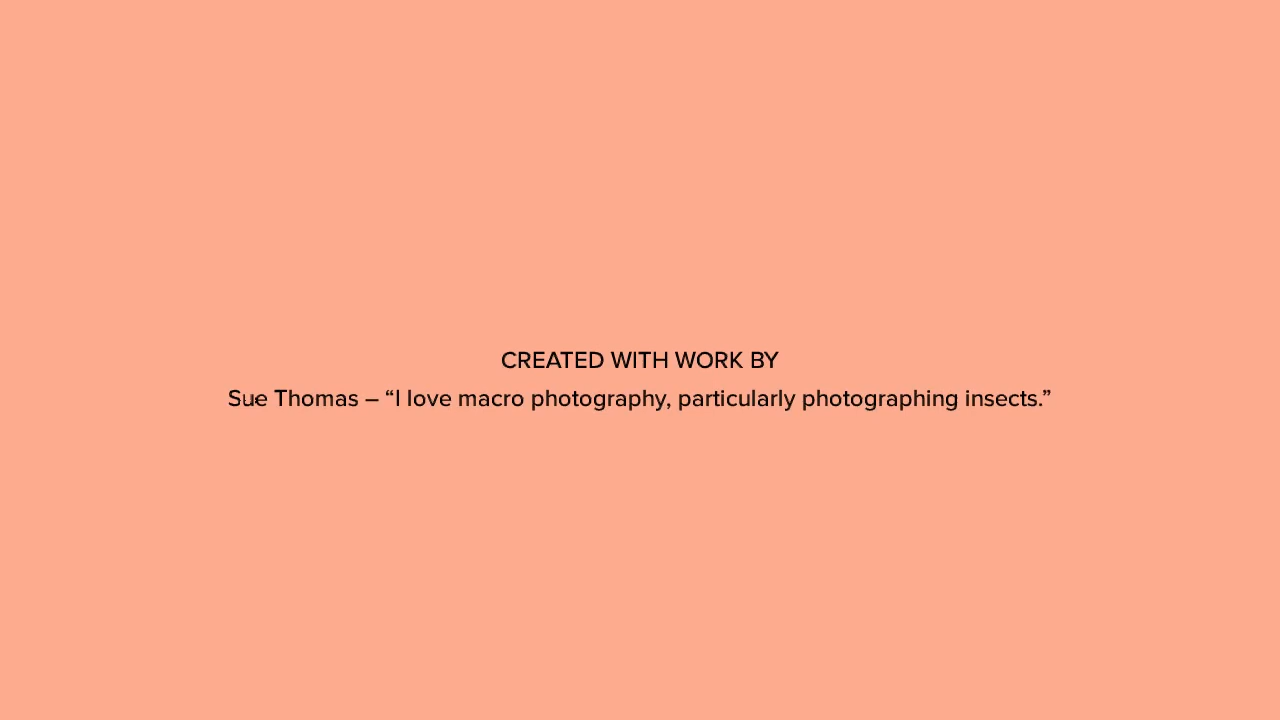 CREATED WITH WORK BY
Sue Thomas – “I love macro photography, particularly photographing insects.”